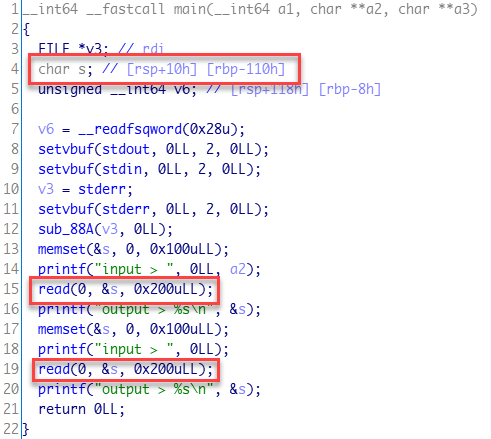 1 __int64 __fastcall main(__int64 a1, char **a2, char **a3)
2 {
3 FILE *v3; // rdi
4 char s; // [rsp+10h] [rbp-110h]
5 unsigned __int64 v6; // [rsp+118h] [rbp-8h]
6
7 v6 = __readfsqword(0x28u);
8 setvbuf(stdout, 0LL, 2, 0LL);
9 setvbuf(stdin, 0LL, 2, 0LL);
10 v3 = stderr;
11 setvbuf(stderr, 0LL, 2, 0LL);
12 sub_88A(v3, 0LL);
13 memset(&s, 0, 0x100uLL);
14 printf("input > ", 0LL, a2);
15 read(0, &s, 0x200uLL);
16 printf("output > %s\n", &s);
17 memset(&s, 0, 0x100uLL);
18 printf("input > ", 0LL);
19 read(0, &s, 0x200uLL);
20 printf("output > %s\n", &s);
21 return 0LL;
22 }